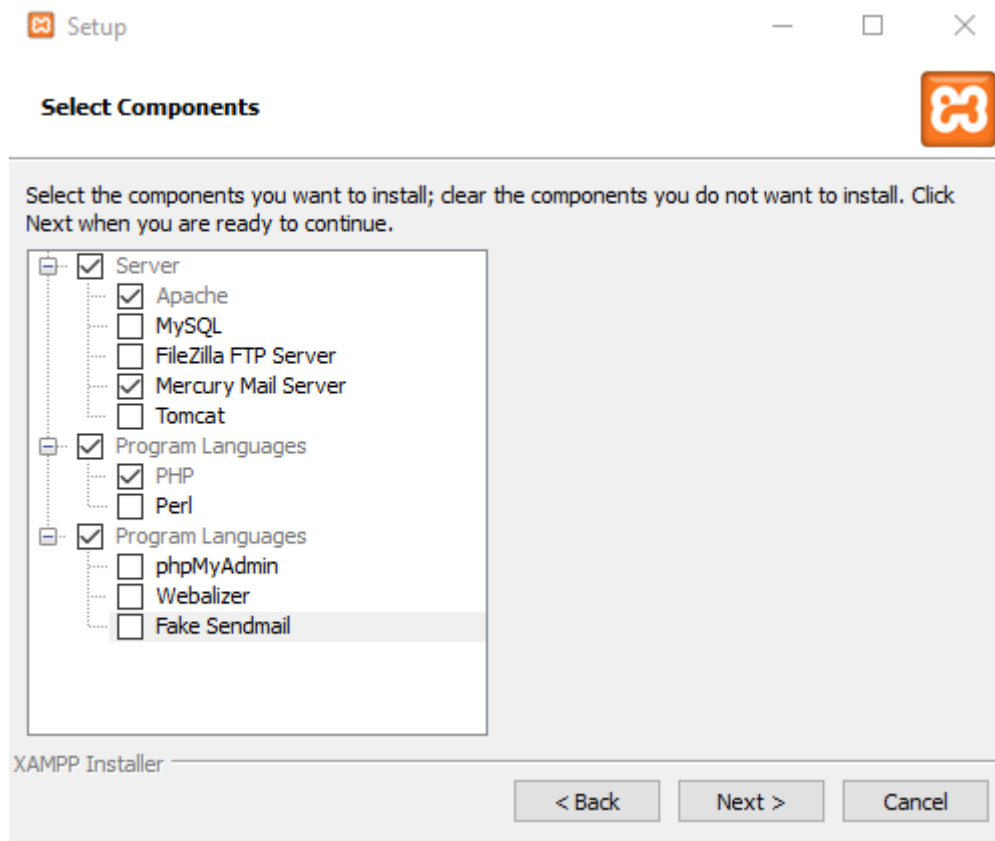 Setup
Select Components
Select the components you want to install; clear the components you do not want to install. Click
Next when you are ready to continue.
Server
Apache
MySQL
FileZilla FTP Server
Mercury Mail Server
Tomcat
Program Languages
PHP
Perl
Program Languages
phpMyAdmin
Webalizer
Fake Sendmail
XAMPP Installer
< Back
Next >
Cancel